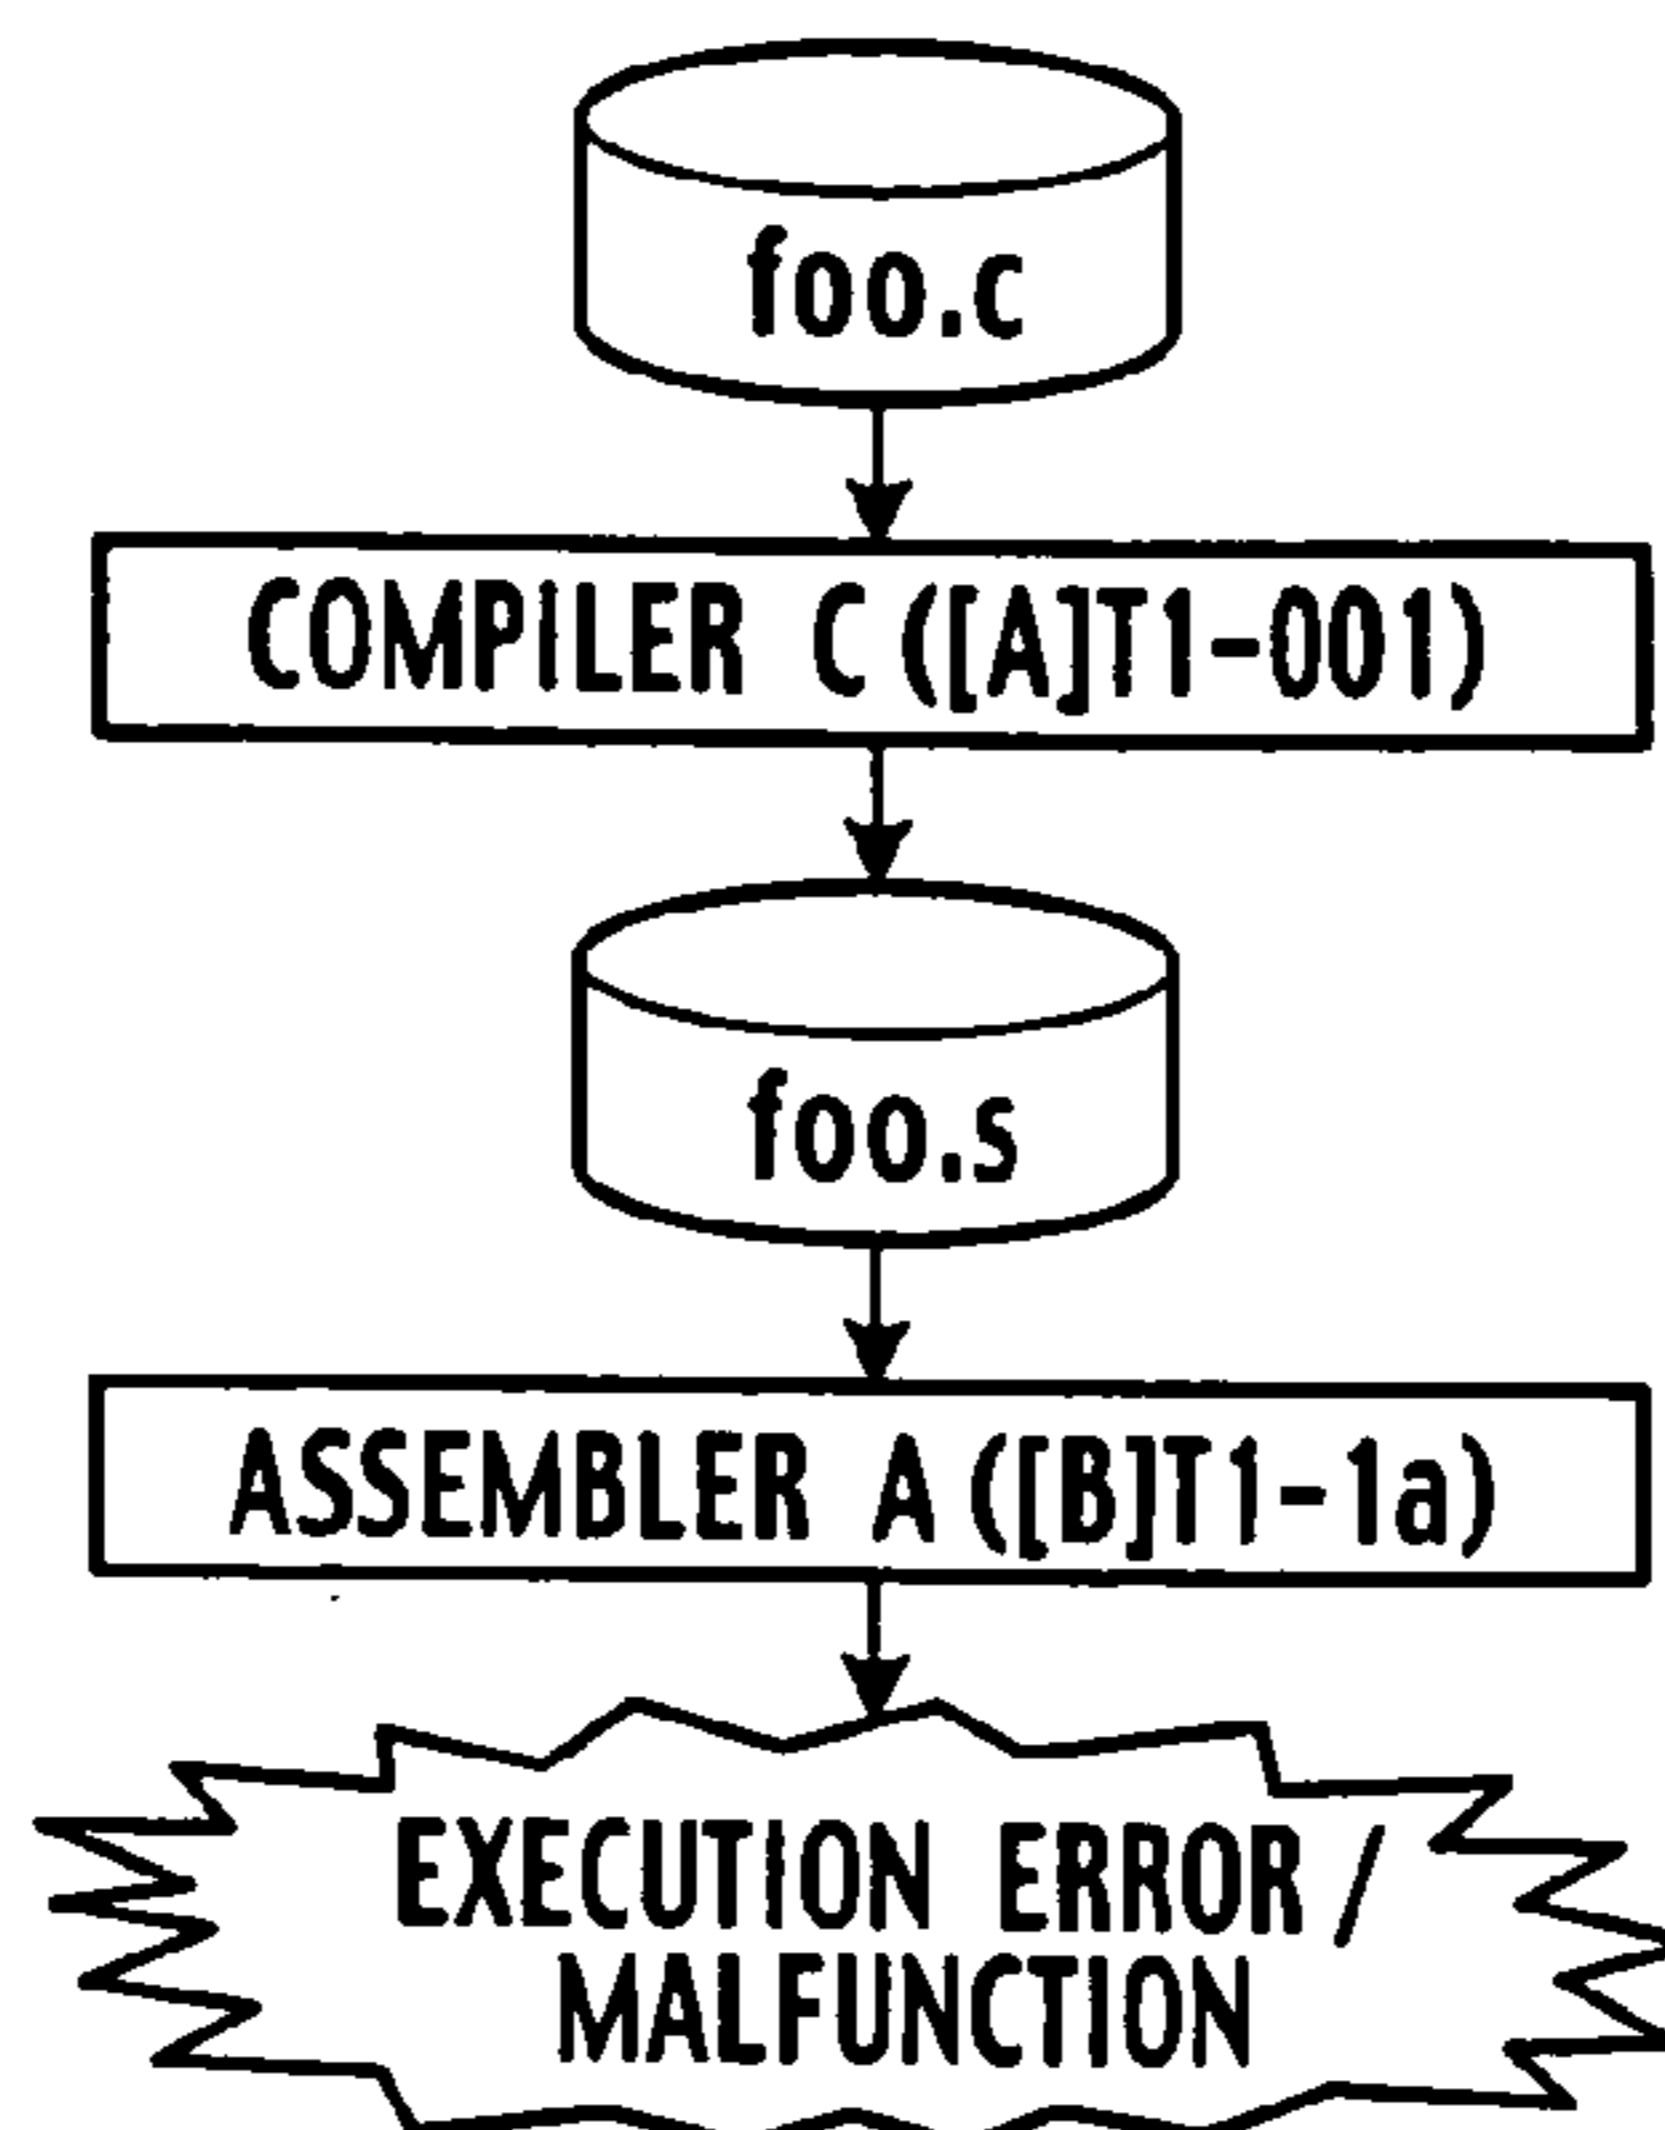 foo.c
COMPILER C ([A]T1-001)
foo.s
ASSEMBLER A ([B]T1-1a)
EXECUTION ERROR/
MALFUNCTION